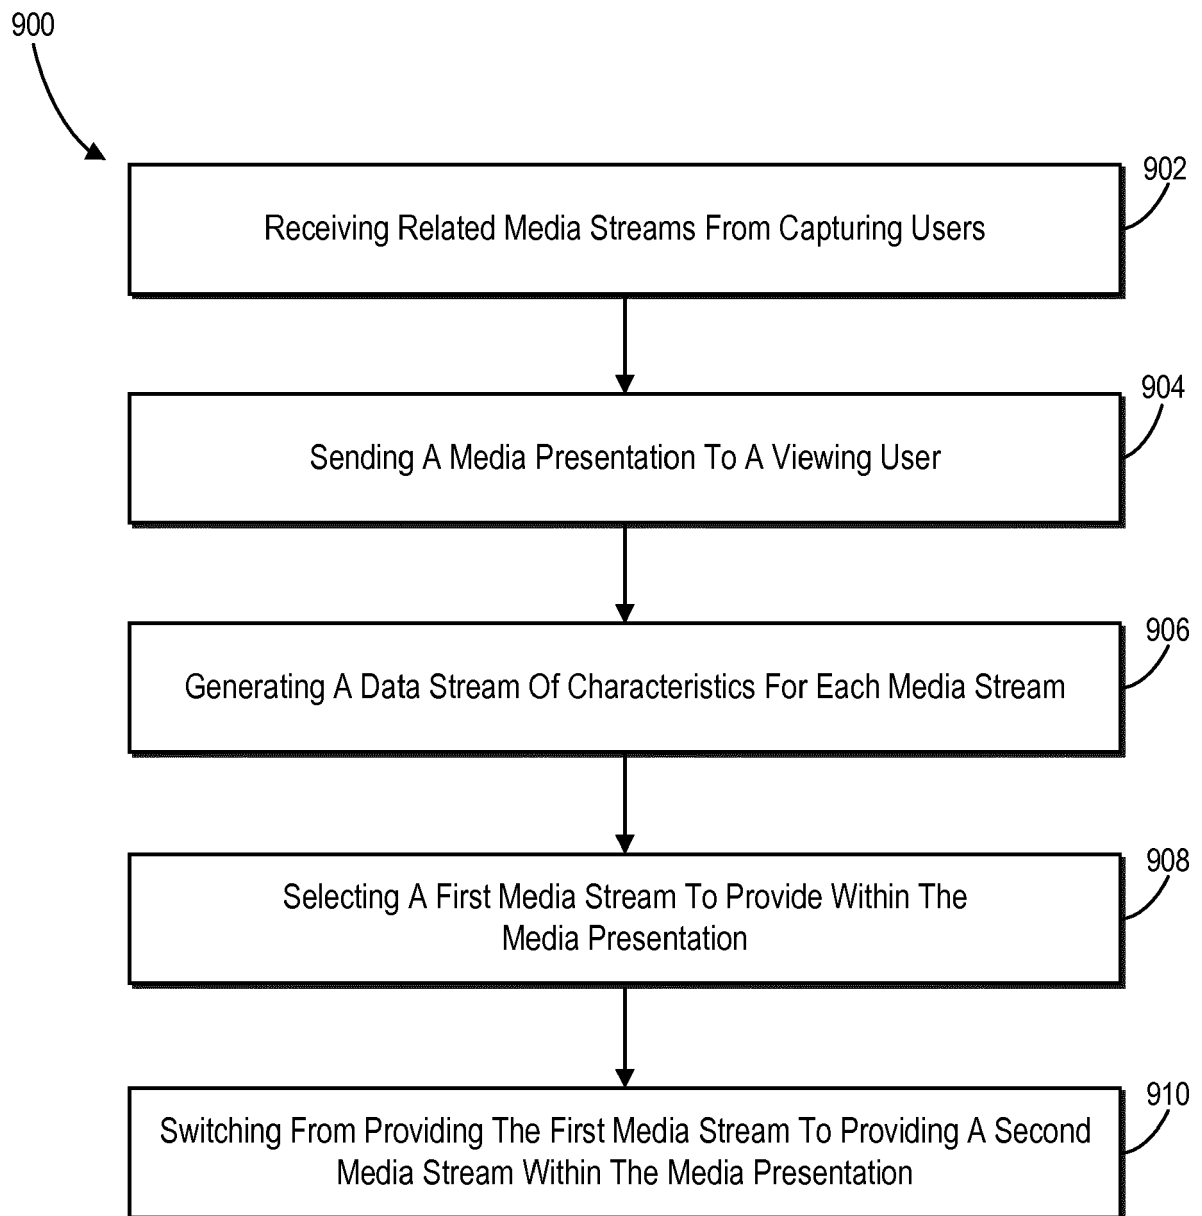 900
902
Receiving Related Media Streams From Capturing Users
904
Sending A Media Presentation To A Viewing User
906
Generating A Data Stream Of Characteristics For Each Media Stream
908
Selecting A First Media Stream To Provide Within The
Media Presentation
910
Switching From Providing The First Media Stream To Providing A Second
Media Stream Within The Media Presentation